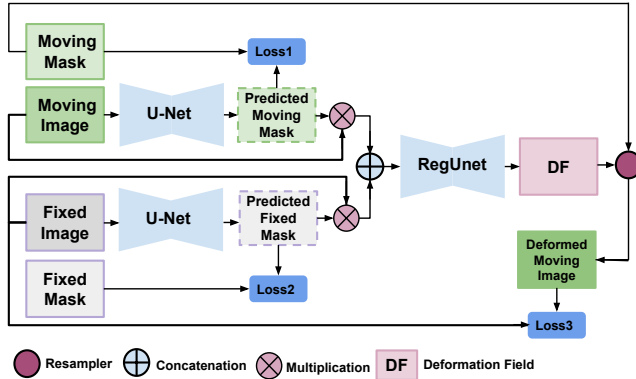 Moving
Mask
Loss1
Moving
Image
U-Net
Predicted
Moving
Mask
RegUnet
DF
Fixed
Image
U-Net
Predicted
Fixed
Mask
Deformed
Moving
Image
Fixed
Mask
Loss2
Loss3
Resampler
Concatenation
Multiplication
DF
Deformation Field